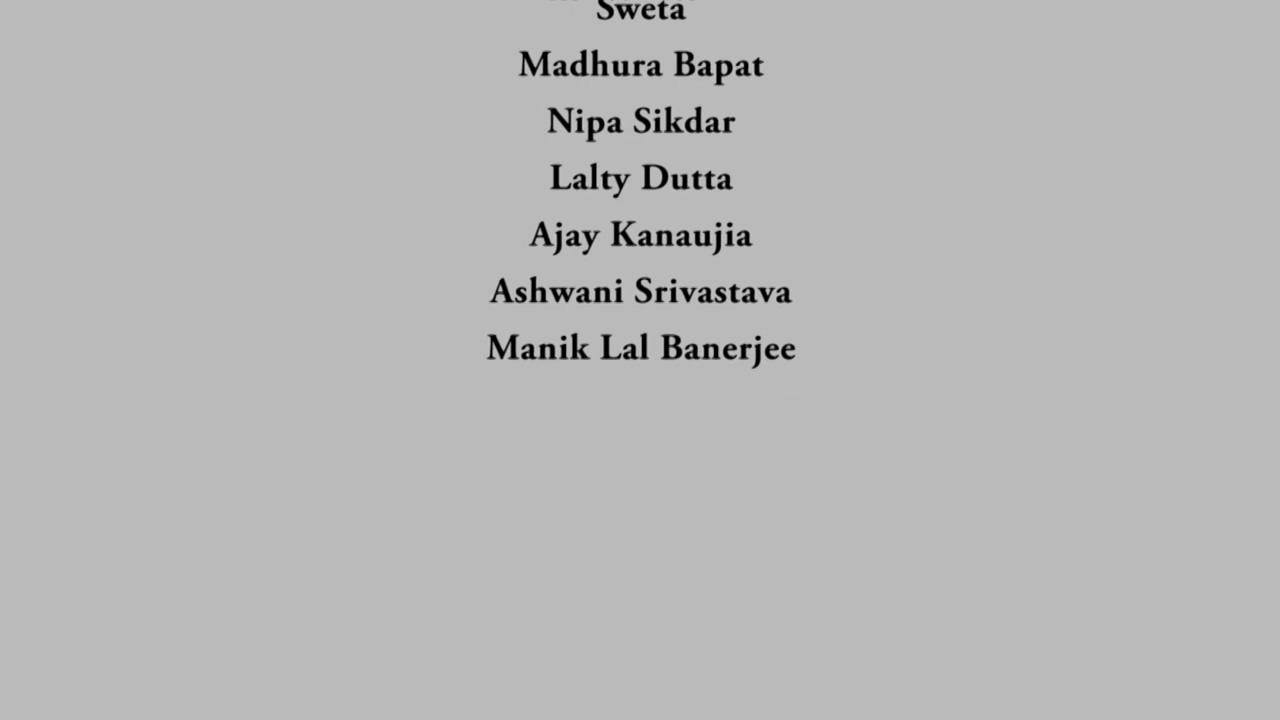 Sweta
Madhura Bapat
Nipa Sikdar
Lalty Dutta
Ajay Kanaujia
Ashwani Srivastava
Manik Lal Banerjee